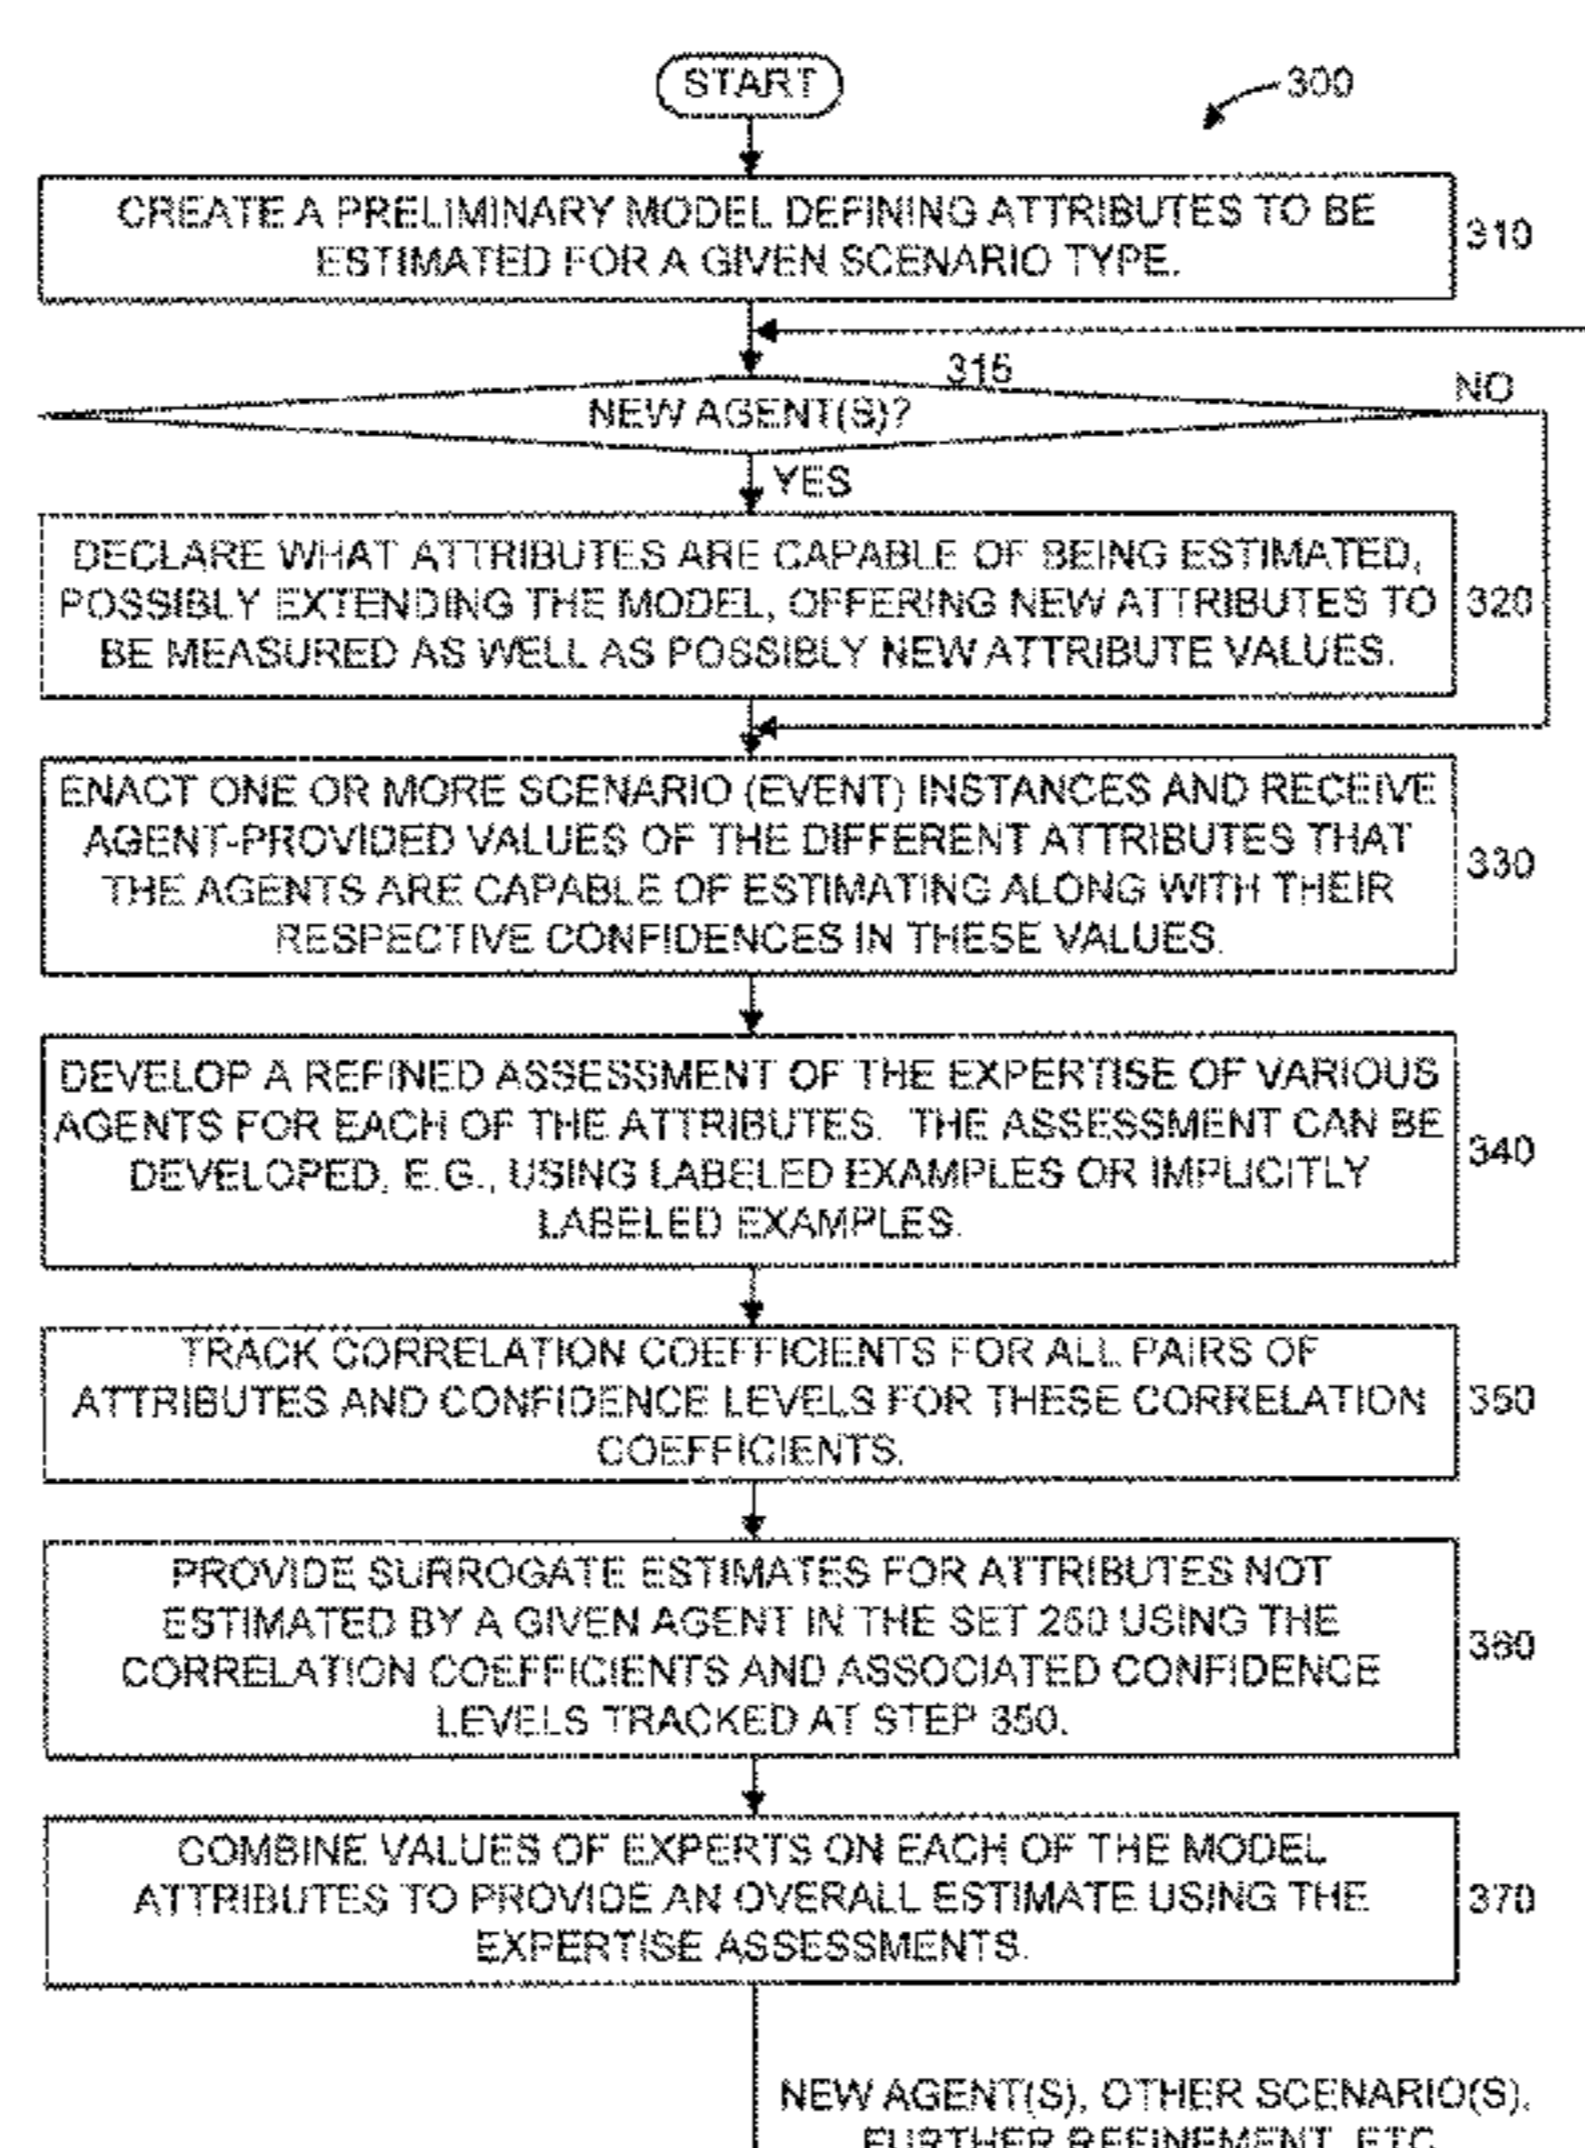 START
300
CREATE A PRELIMINARY MODEL DEFINING ATTRIBUTES TO BE
ESTIMATED FOR A GIVEN SCENARIO TYPE.
310
315
NEW AGENT(S)?
NO
YES
DECLARE WHAT ATTRIBUTES ARE CAPABLE OF BEING ESTIMATED,
POSSIBLY EXTENDING THE MODEL, OFFERING NEW ATTRIBUTES TO
BE MEASURED AS WELL AS POSSIBLY NEW ATTRIBUTE VALUES.
320
ENACT ONE OR MORE SCENARIO (EVENT) INSTANCES AND RECEIVE
AGENT-PROVIDED VALUES OF THE DIFFERENT ATTRIBUTES THAT
THE AGENTS ARE CAPABLE OF ESTIMATING ALONG WITH THEIR
RESPECTIVE CONFIDENCES IN THESE VALUES.
330
DEVELOP A REFINED ASSESSMENT OF THE EXPERTISE OF VARIOUS
AGENTS FOR EACH OF THE ATTRIBUTES. THE ASSESSMENT CAN BE
DEVELOPED, E.G., USING LABELED EXAMPLES OR IMPLICITLY
LABELED EXAMPLES.
340
TRACK CORRELATION COEFFICIENTS FOR ALL PAIRS OF
ATTRIBUTES AND CONFIDENCE LEVELS FOR THESE CORRELATION
COEFFICIENTS.
350
PROVIDE SURROGATE ESTIMATES FOR ATTRIBUTES NOT
ESTIMATED BY A GIVEN AGENT IN THE SET 260 USING THE
CORRELATION COEFFICIENTS AND ASSOCIATED CONFIDENCE
LEVELS TRACKED AT STEP 350.
360
COMBINE VALUES OF EXPERTS ON EACH OF THE MODEL
ATTRIBUTES TO PROVIDE AN OVERALL ESTIMATE USING THE
EXPERTISE ASSESSMENTS.
370
NEW AGENT(S), OTHER SCENARIO(S),
FURTHER REFINEMENT, ETC.